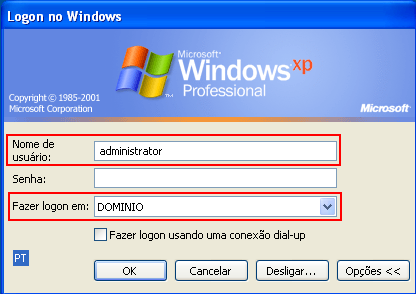 Logon no Windows
Microsoft®
Windows xp
Professional
Copyright © 1985-2001
Microsoft Corporation
Microsoft
Nome de
usuário:
administrator
Senha:
Fazer logon em: DOMINIO
Fazer logon usando uma conexão dial-up
PT
OK Cancelar Desligar... Opções <<